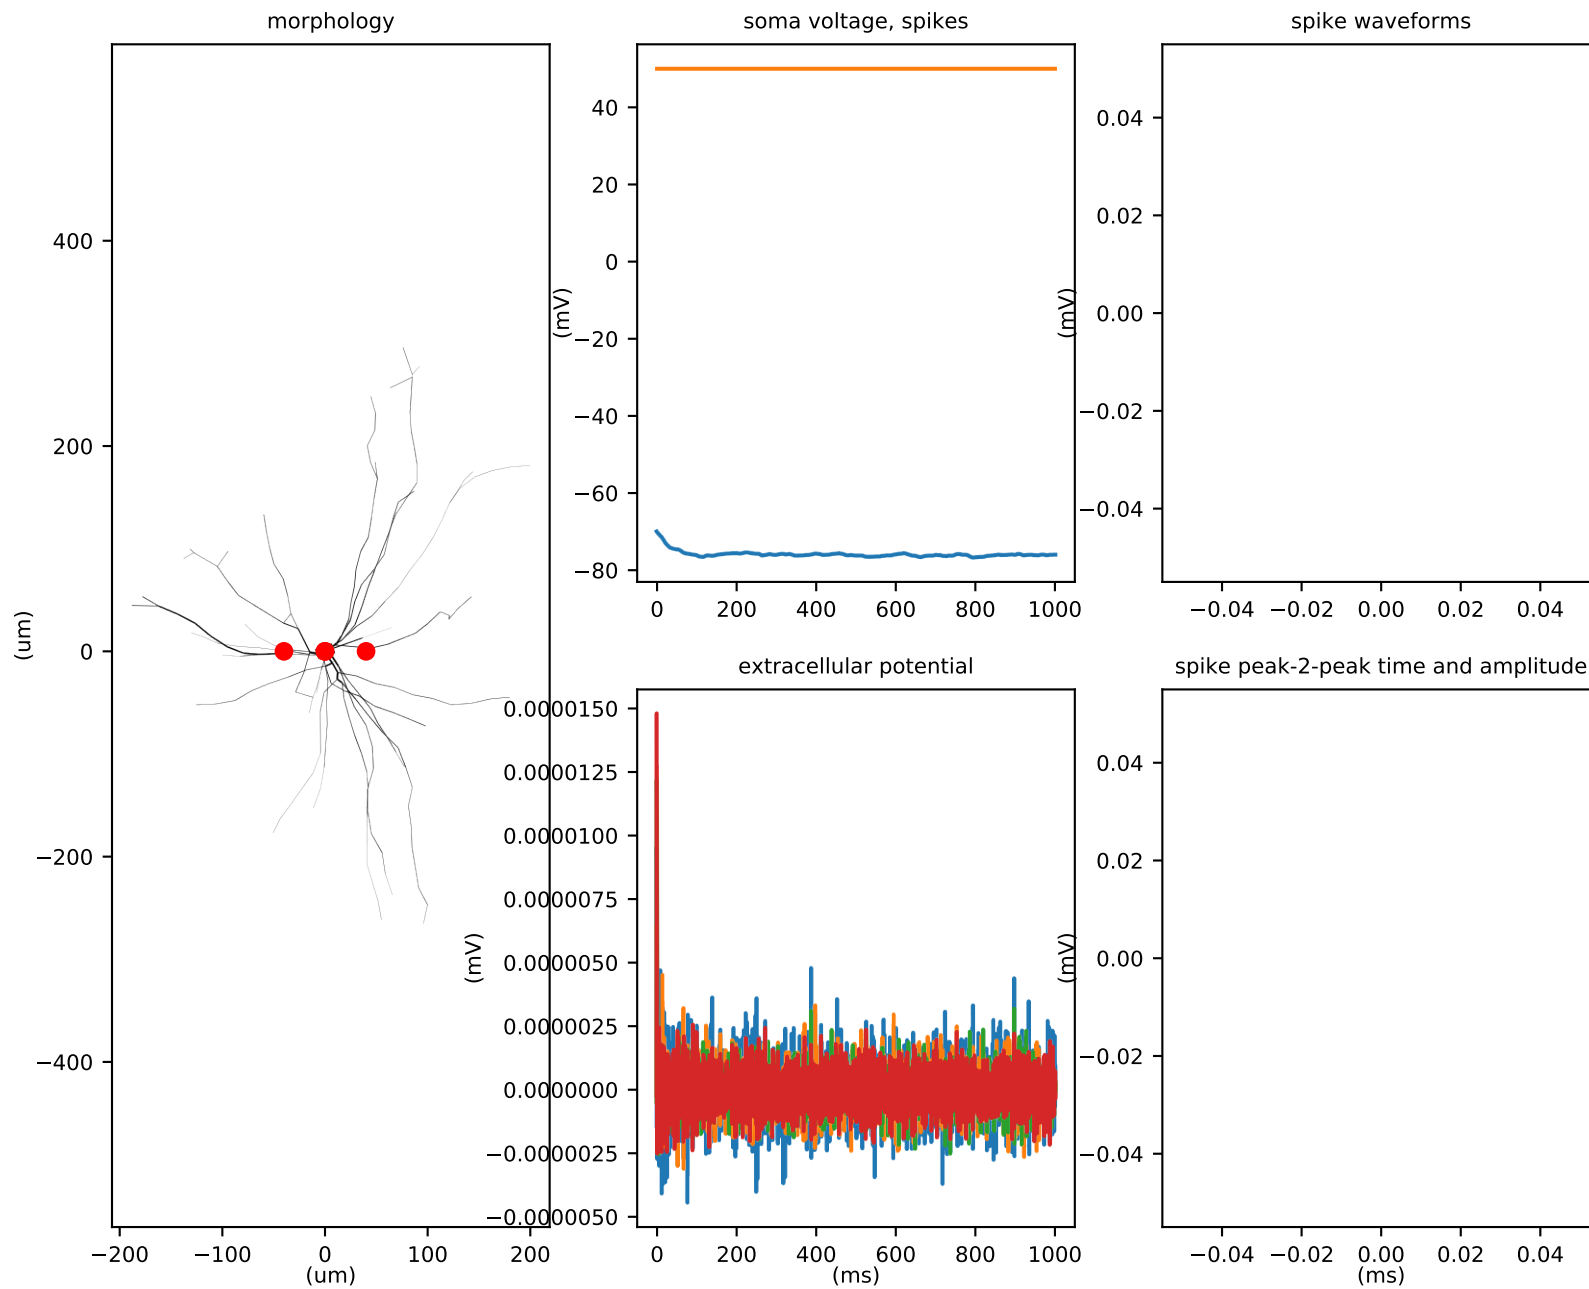 morphology
400
200
0
−200
−400
(um)
−200 −100 0 100 200
(um)
soma voltage, spikes
40
20
0
−20
−40
−60
−80
(mV)
0 200 400 600 800 1000
spike waveforms
0.04
0.02
0.00
−0.02
−0.04
(mV)
−0.04 −0.02 0.00 0.02 0.04
extracellular potential
0.0000150
0.0000125
0.0000100
0.0000075
0.0000050
0.0000025
0.0000000
−0.0000025
−0.0000050
(mV)
0 200 400 600 800 1000
(ms)
spike peak-2-peak time and amplitude
0.04
0.02
0.00
−0.02
−0.04
(mV)
−0.04 −0.02 0.00 0.02 0.04
(ms)